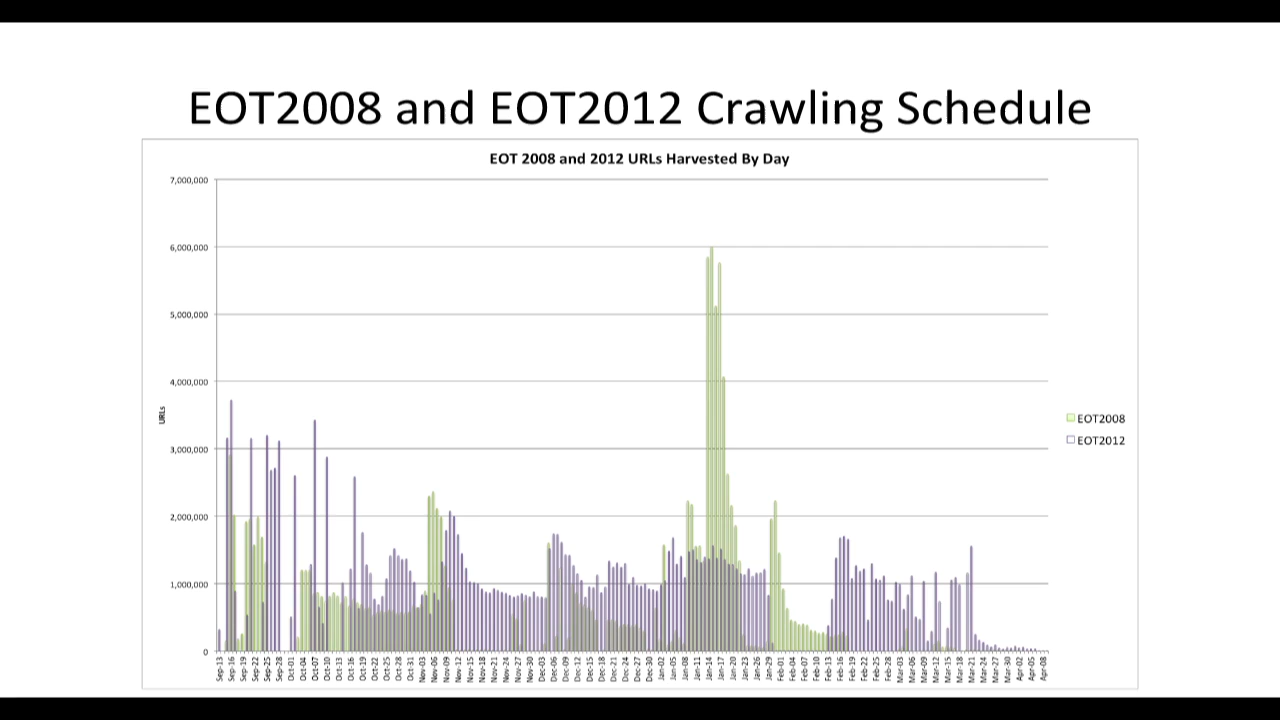 EOT2008 and EOT2012 Crawling Schedule
EOT 2008 and 2012 URLs Harvested By Day
7,000,000
6,000,000
5,000,000
4,000,000
3,000,000
2,000,000
1,000,000
0
URLs
EOT2008
EOT2012
Sep-13
Sep-16
Sep-19
Sep-22
Sep-25
Sep-28
Oct-01
Oct-04
Oct-07
Oct-10
Oct-13
Oct-16
Oct-19
Oct-22
Oct-25
Oct-28
Oct-31
Nov-03
Nov-06
Nov-09
Nov-12
Nov-15
Nov-18
Nov-21
Nov-24
Nov-27
Nov-30
Dec-03
Dec-06
Dec-09
Dec-12
Dec-15
Dec-18
Dec-21
Dec-24
Dec-27
Dec-30
Jan-02
Jan-05
Jan-08
Jan-11
Jan-14
Jan-17
Jan-20
Jan-23
Jan-26
Jan-29
Feb-01
Feb-04
Feb-07
Feb-10
Feb-13
Feb-16
Feb-19
Feb-22
Feb-25
Feb-28
Mar-03
Mar-06
Mar-09
Mar-12
Mar-15
Mar-18
Mar-21
Mar-24
Mar-27
Mar-30
Apr-02
Apr-05
Apr-08